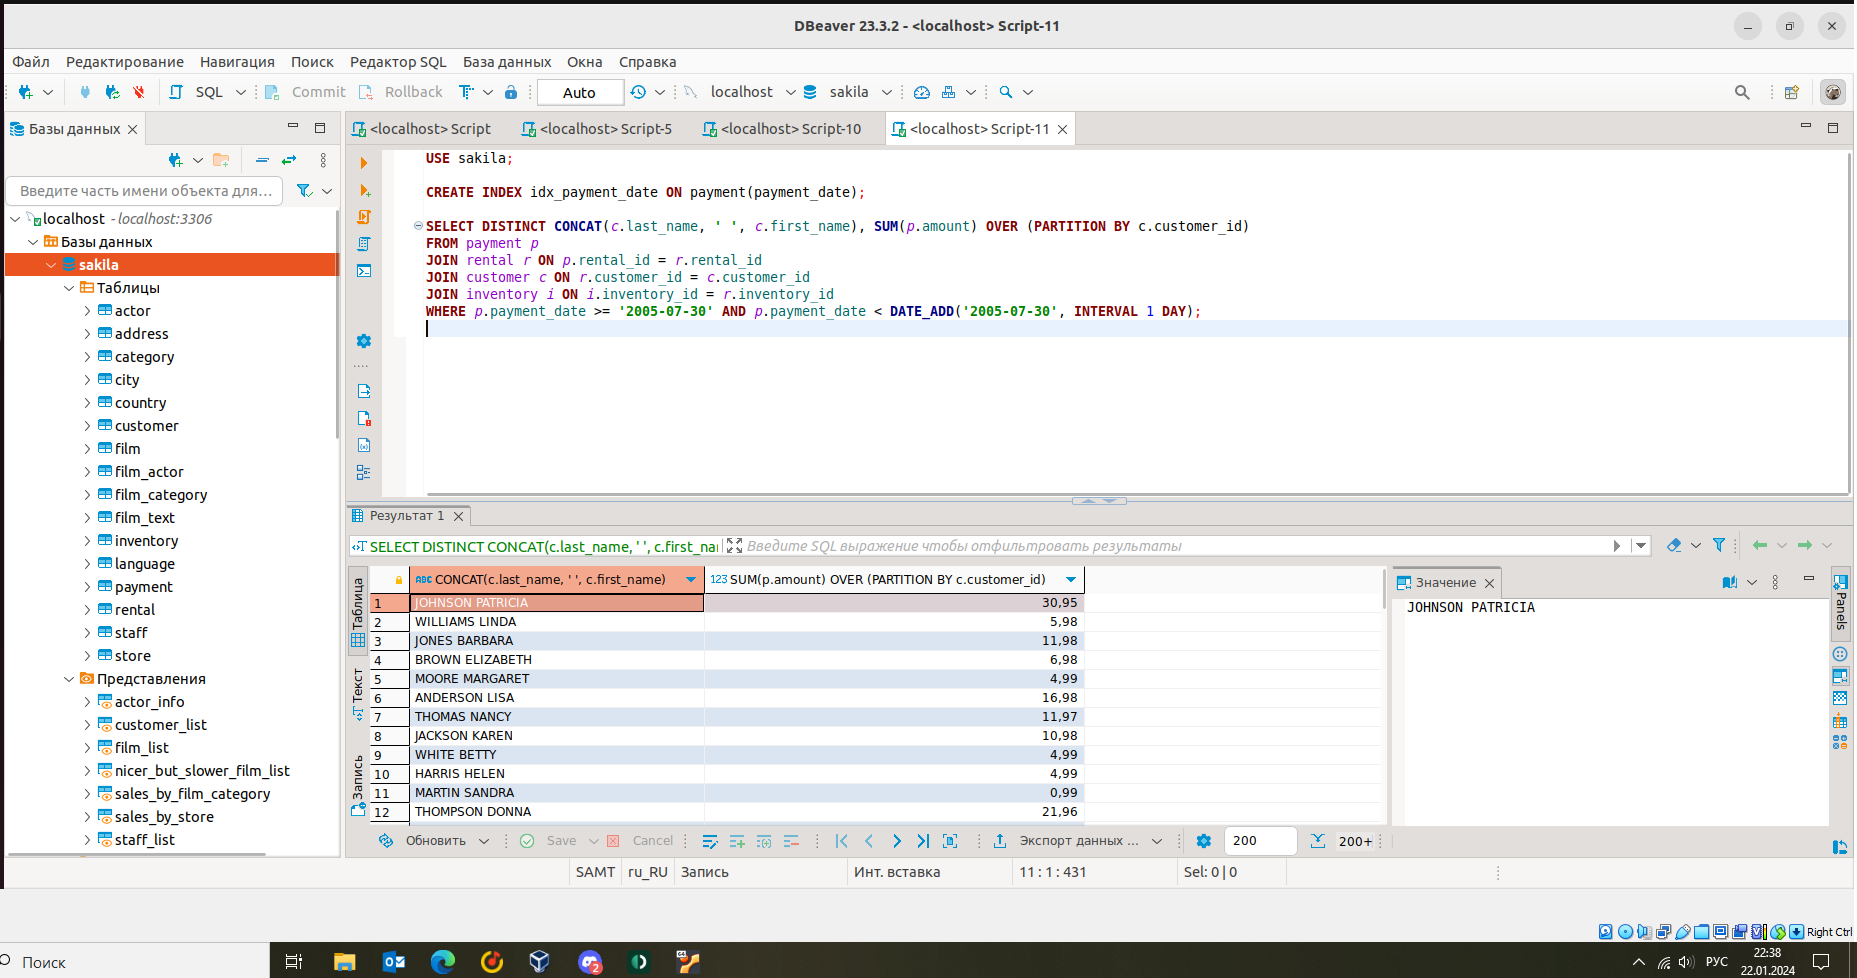 DBeaver 23.3.2 - <localhost> Script-11
Файл Редактирование Навигация Поиск Редактор SQL База данных Окна Справка
SQL Commit Rollback Auto localhost sakila
Базы данных
Введите часть имени объекта для...
localhost - localhost:3306
Базы данных
sakila
Таблицы
actor
address
category
city
country
customer
film
film_actor
film_category
film_text
inventory
language
payment
rental
staff
store
Представления
actor_info
customer_list
film_list
nicer_but_slower_film_list
sales_by_film_category
sales_by_store
staff_list
<localhost> Script <localhost> Script-5 <localhost> Script-10 <localhost> Script-11
USE sakila;
CREATE INDEX idx_payment_date ON payment(payment_date);
SELECT DISTINCT CONCAT(c.last_name, ' ', c.first_name), SUM(p.amount) OVER (PARTITION BY c.customer_id)
FROM payment p
JOIN rental r ON p.rental_id = r.rental_id
JOIN customer c ON r.customer_id = c.customer_id
JOIN inventory i ON i.inventory_id = r.inventory_id
WHERE p.payment_date >= '2005-07-30' AND p.payment_date < DATE_ADD('2005-07-30', INTERVAL 1 DAY);
Результат 1
SELECT DISTINCT CONCAT(c.last_name, ' ', c.first_na Введите SQL выражение чтобы отфильтровать результаты
Таблица
Текст
Запись
ABC CONCAT(c.last_name, ' ', c.first_name) 123 SUM(p.amount) OVER (PARTITION BY c.customer_id)
1 JOHNSON PATRICIA 30,95
2 WILLIAMS LINDA 5,98
3 JONES BARBARA 11,98
4 BROWN ELIZABETH 6,98
5 MOORE MARGARET 4,99
6 ANDERSON LISA 16,98
7 THOMAS NANCY 11,97
8 JACKSON KAREN 10,98
9 WHITE BETTY 4,99
10 HARRIS HELEN 4,99
11 MARTIN SANDRA 0,99
12 THOMPSON DONNA 21,96
Значение
JOHNSON PATRICIA
Panels
Обновить Save Cancel Экспорт данных ... 200 200+
SAMT ru_RU Запись Инт. вставка 11 : 1 : 431 Sel: 0 | 0
Right Ctrl
Поиск 2 РУС 22:38
22.01.2024